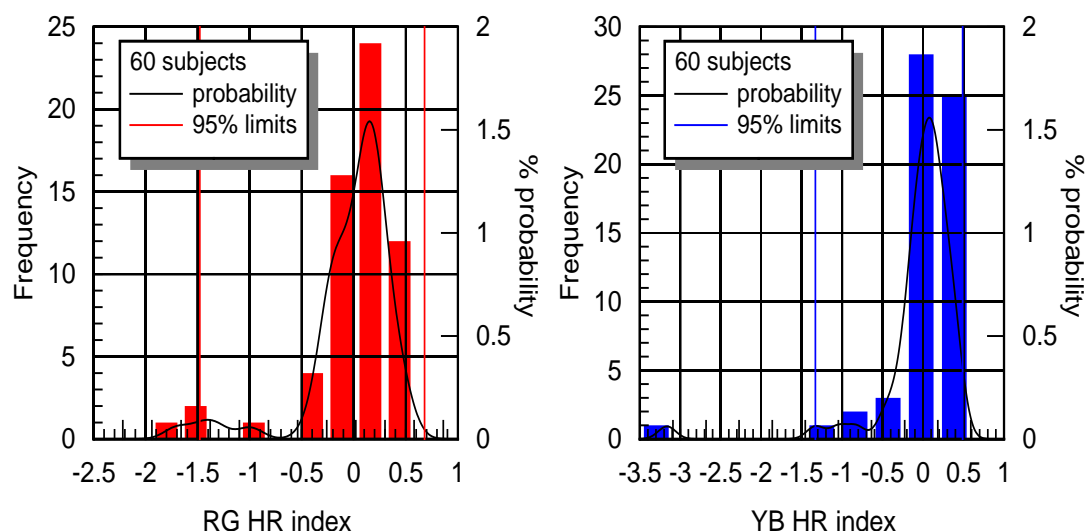 25
20
15
10
5
0
Frequency
60 subjects
probability
95% limits
2
1.5
1
0.5
0
% probability
-2.5 -2 -1.5 -1 -0.5 0 0.5 1
RG HR index
30
25
20
15
10
5
0
Frequency
60 subjects
probability
95% limits
2
1.5
1
0.5
0
% probability
-3.5 -3 -2.5 -2 -1.5 -1 -0.5 0 0.5 1
YB HR index